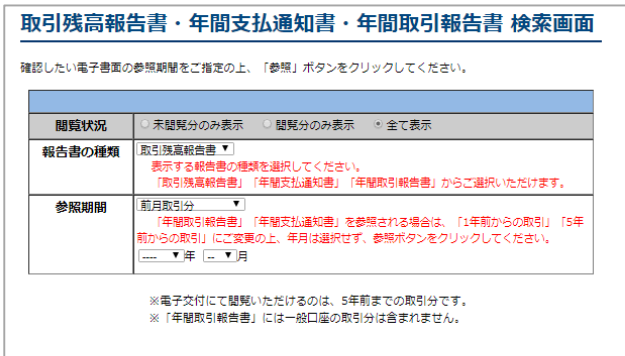 取引残高報告書・年間支払通知書・年間取引報告書 検索画面
確認したい電子書面の参照期間をご指定の上、「参照」ボタンをクリックしてください。
閲覧状況 未閲覧分のみ表示 閲覧分のみ表示 全て表示
報告書の種類 取引残高報告書 ▼
表示する報告書の種類を選択してください。
「取引残高報告書」「年間支払通知書」「年間取引報告書」からご選択いただけます。
参照期間 前月取引分 ▼
「年間取引報告書」「年間支払通知書」を参照される場合は、「1年前からの取引」「5年
前からの取引」にご変更の上、年月は選択せず、参照ボタンをクリックしてください。
---- ▼ 年 -- ▼ 月
※電子交付にて閲覧いただけるのは、5年前までの取引分です。
※「年間取引報告書」には一般口座の取引分は含まれません。